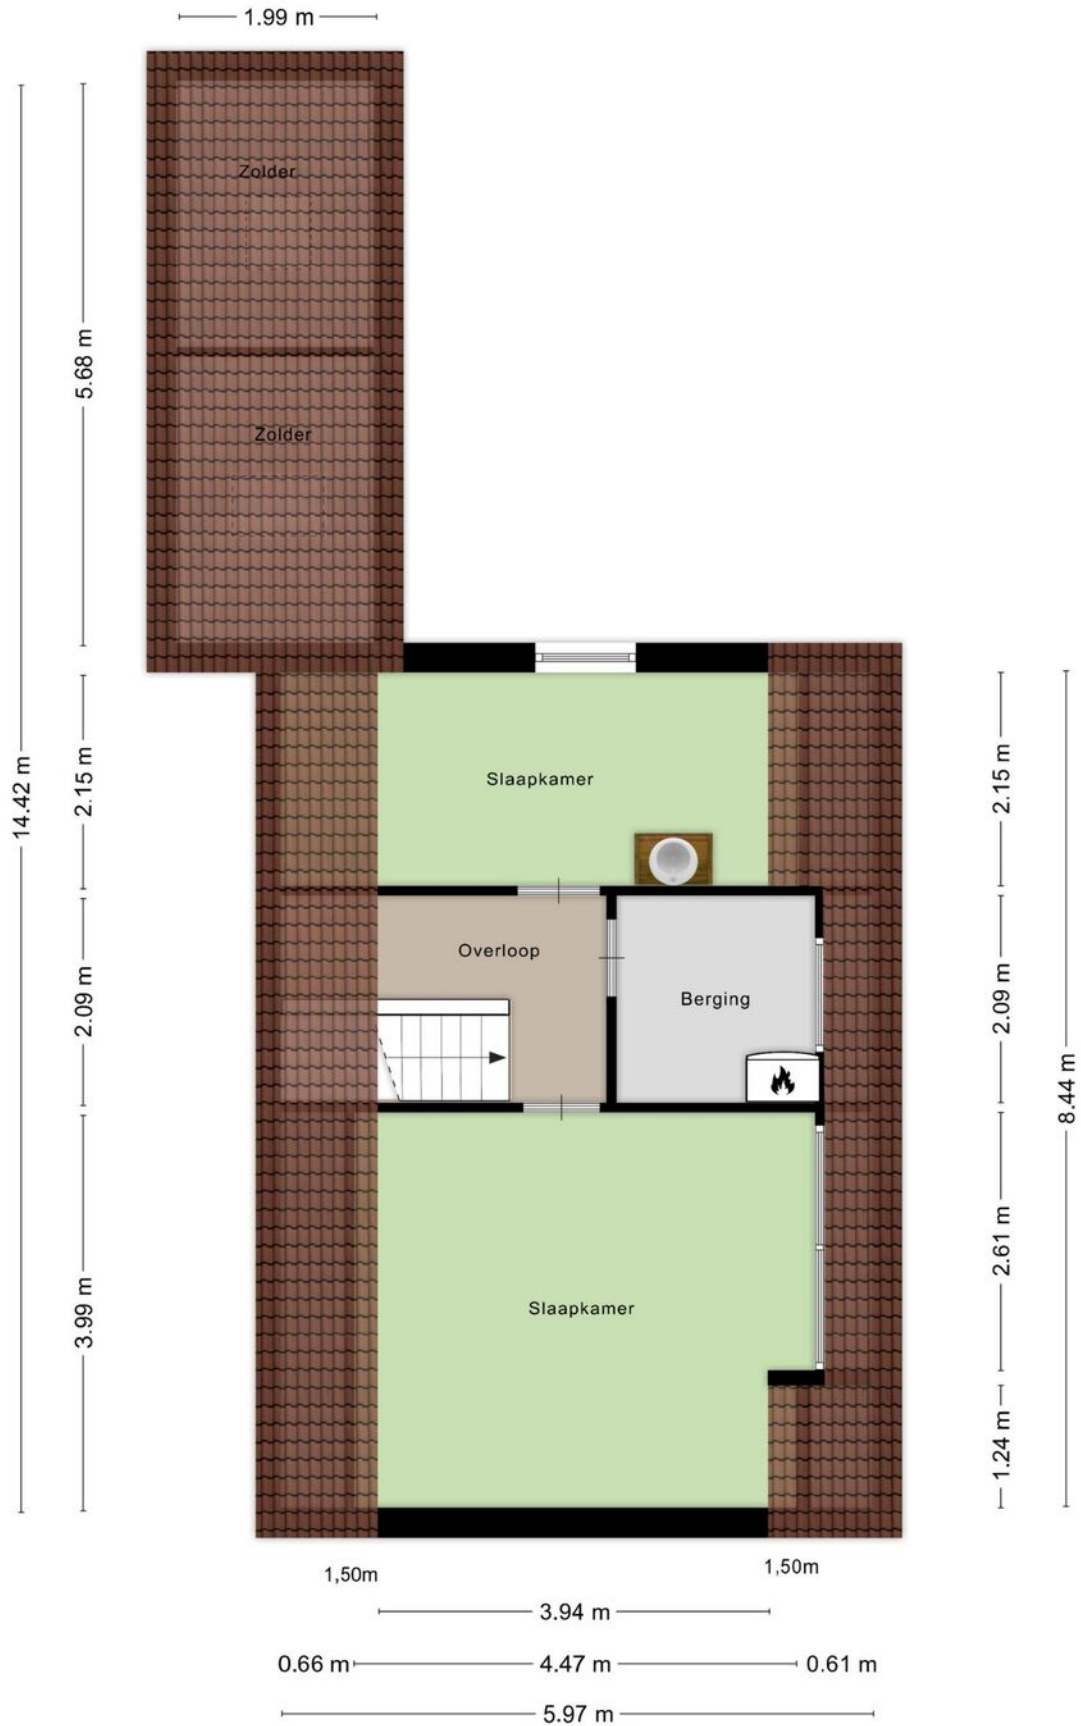 1.99 m
Zolder
5.68 m
Zolder
14.42 m
2.15 m
Slaapkamer
2.15 m
Overloop
2.09 m
Berging
2.09 m
8.44 m
3.99 m
Slaapkamer
2.61 m
1.24 m
1,50m
1,50m
3.94 m
0.66 m
4.47 m
0.61 m
5.97 m